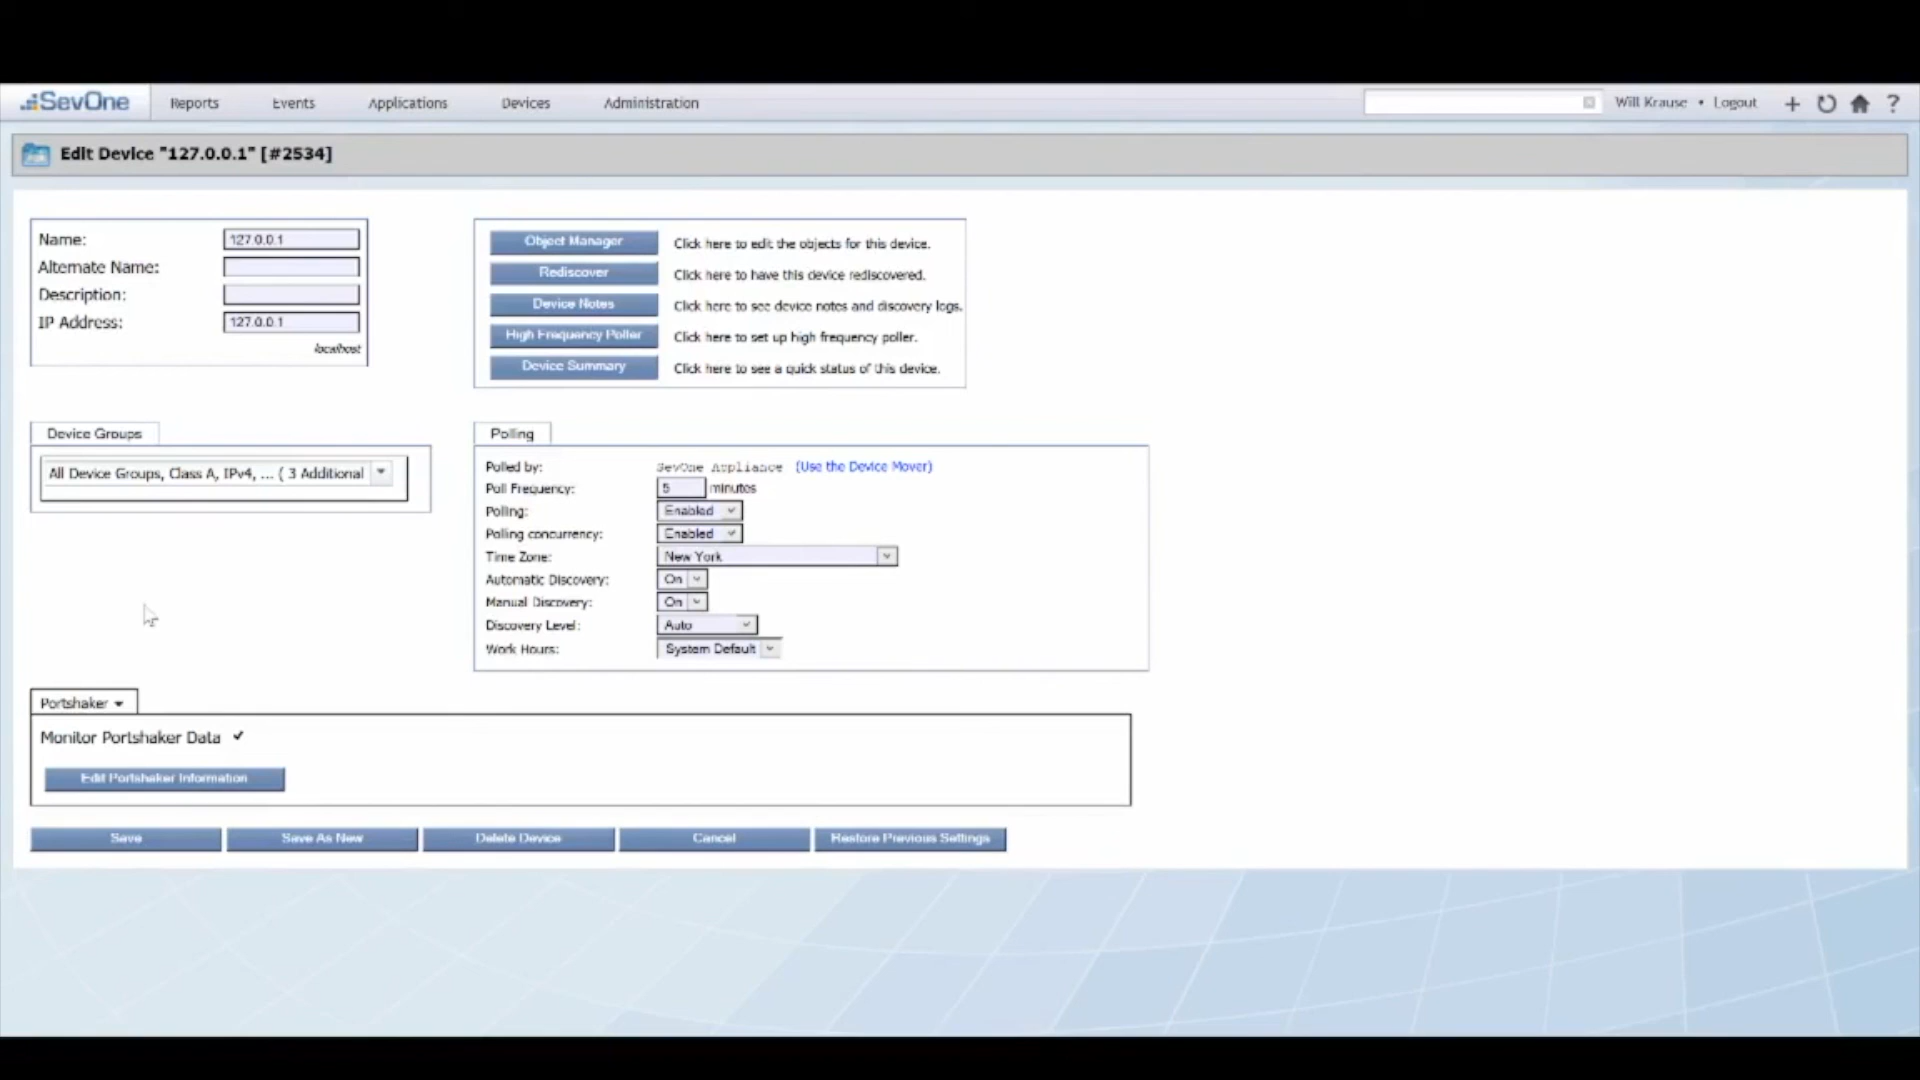 SevOne Reports Events Applications Devices Administration Will Krause • Logout + ?
Edit Device "127.0.0.1" [#2534]
Name: 127.0.0.1
Alternate Name:
Description:
IP Address: 127.0.0.1
localhost
Object Manager Click here to edit the objects for this device.
Rediscover Click here to have this device rediscovered.
Device Notes Click here to see device notes and discovery logs.
High Frequency Poller Click here to set up high frequency poller.
Device Summary Click here to see a quick status of this device.
Device Groups
All Device Groups, Class A, IPv4, ... ( 3 Additional
Polling
Polled by: SevOne Appliance (Use the Device Mover)
Poll Frequency: 5 minutes
Polling: Enabled
Polling concurrency: Enabled
Time Zone: New York
Automatic Discovery: On
Manual Discovery: On
Discovery Level: Auto
Work Hours: System Default
Portshaker
Monitor Portshaker Data ✓
Edit Portshaker Information
Save Save As New Delete Device Cancel Restore Previous Settings